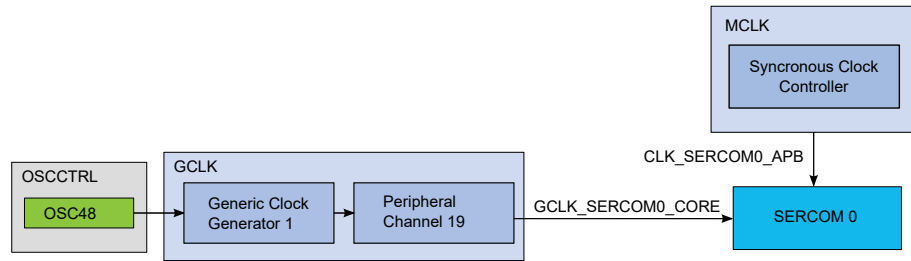 MCLK
Syncronous Clock
Controller
CLK_SERCOM0_APB
GCLK
OSCCTRL
OSC48
Generic Clock
Generator 1
Peripheral
Channel 19
GCLK_SERCOM0_CORE
SERCOM 0